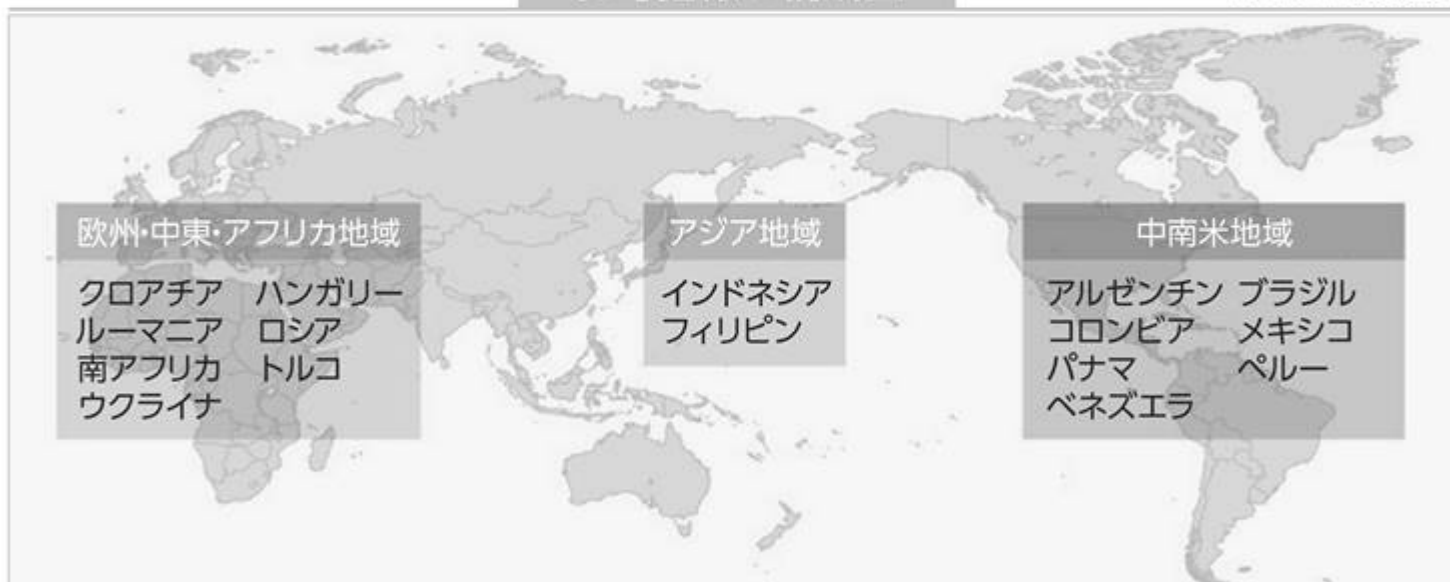 欧州・中東・アフリカ地域
クロアチア ハンガリー
ルーマニア ロシア
南アフリカ トルコ
ウクライナ
アジア地域
インドネシア
フィリピン
中南米地域
アルゼンチン ブラジル
コロンビア メキシコ
パナマ ペルー
ベネズエラ